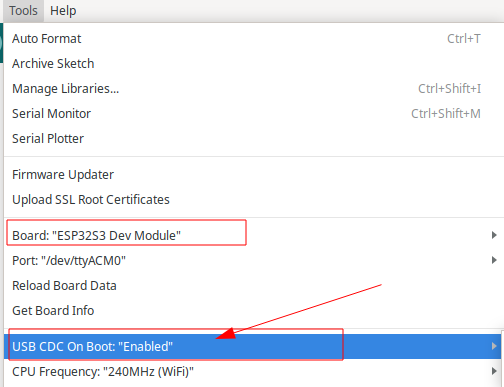 Tools Help
Auto Format Ctrl+T
Archive Sketch
Manage Libraries... Ctrl+Shift+I
Serial Monitor Ctrl+Shift+M
Serial Plotter
Firmware Updater
Upload SSL Root Certificates
Board: "ESP32S3 Dev Module"
Port: "/dev/ttyACM0"
Reload Board Data
Get Board Info
USB CDC On Boot: "Enabled"
CPU Frequency: "240MHz (WiFi)"